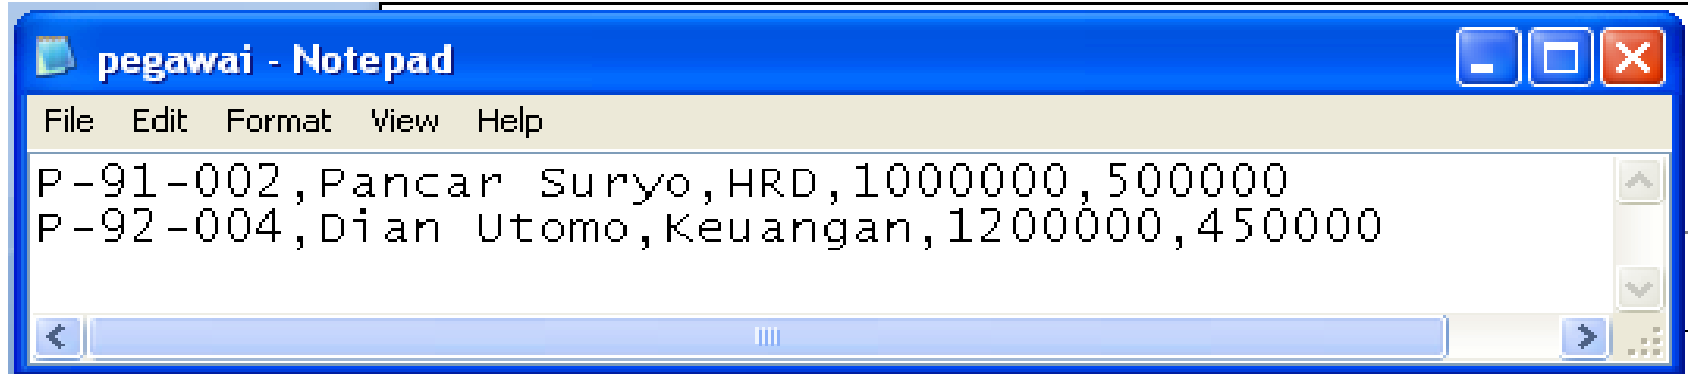 pegawai - Notepad
File Edit Format View Help
P-91-002,Pancar Suryo,HRD,1000000,500000
P-92-004,Dian Utomo,Keuangan,1200000,450000